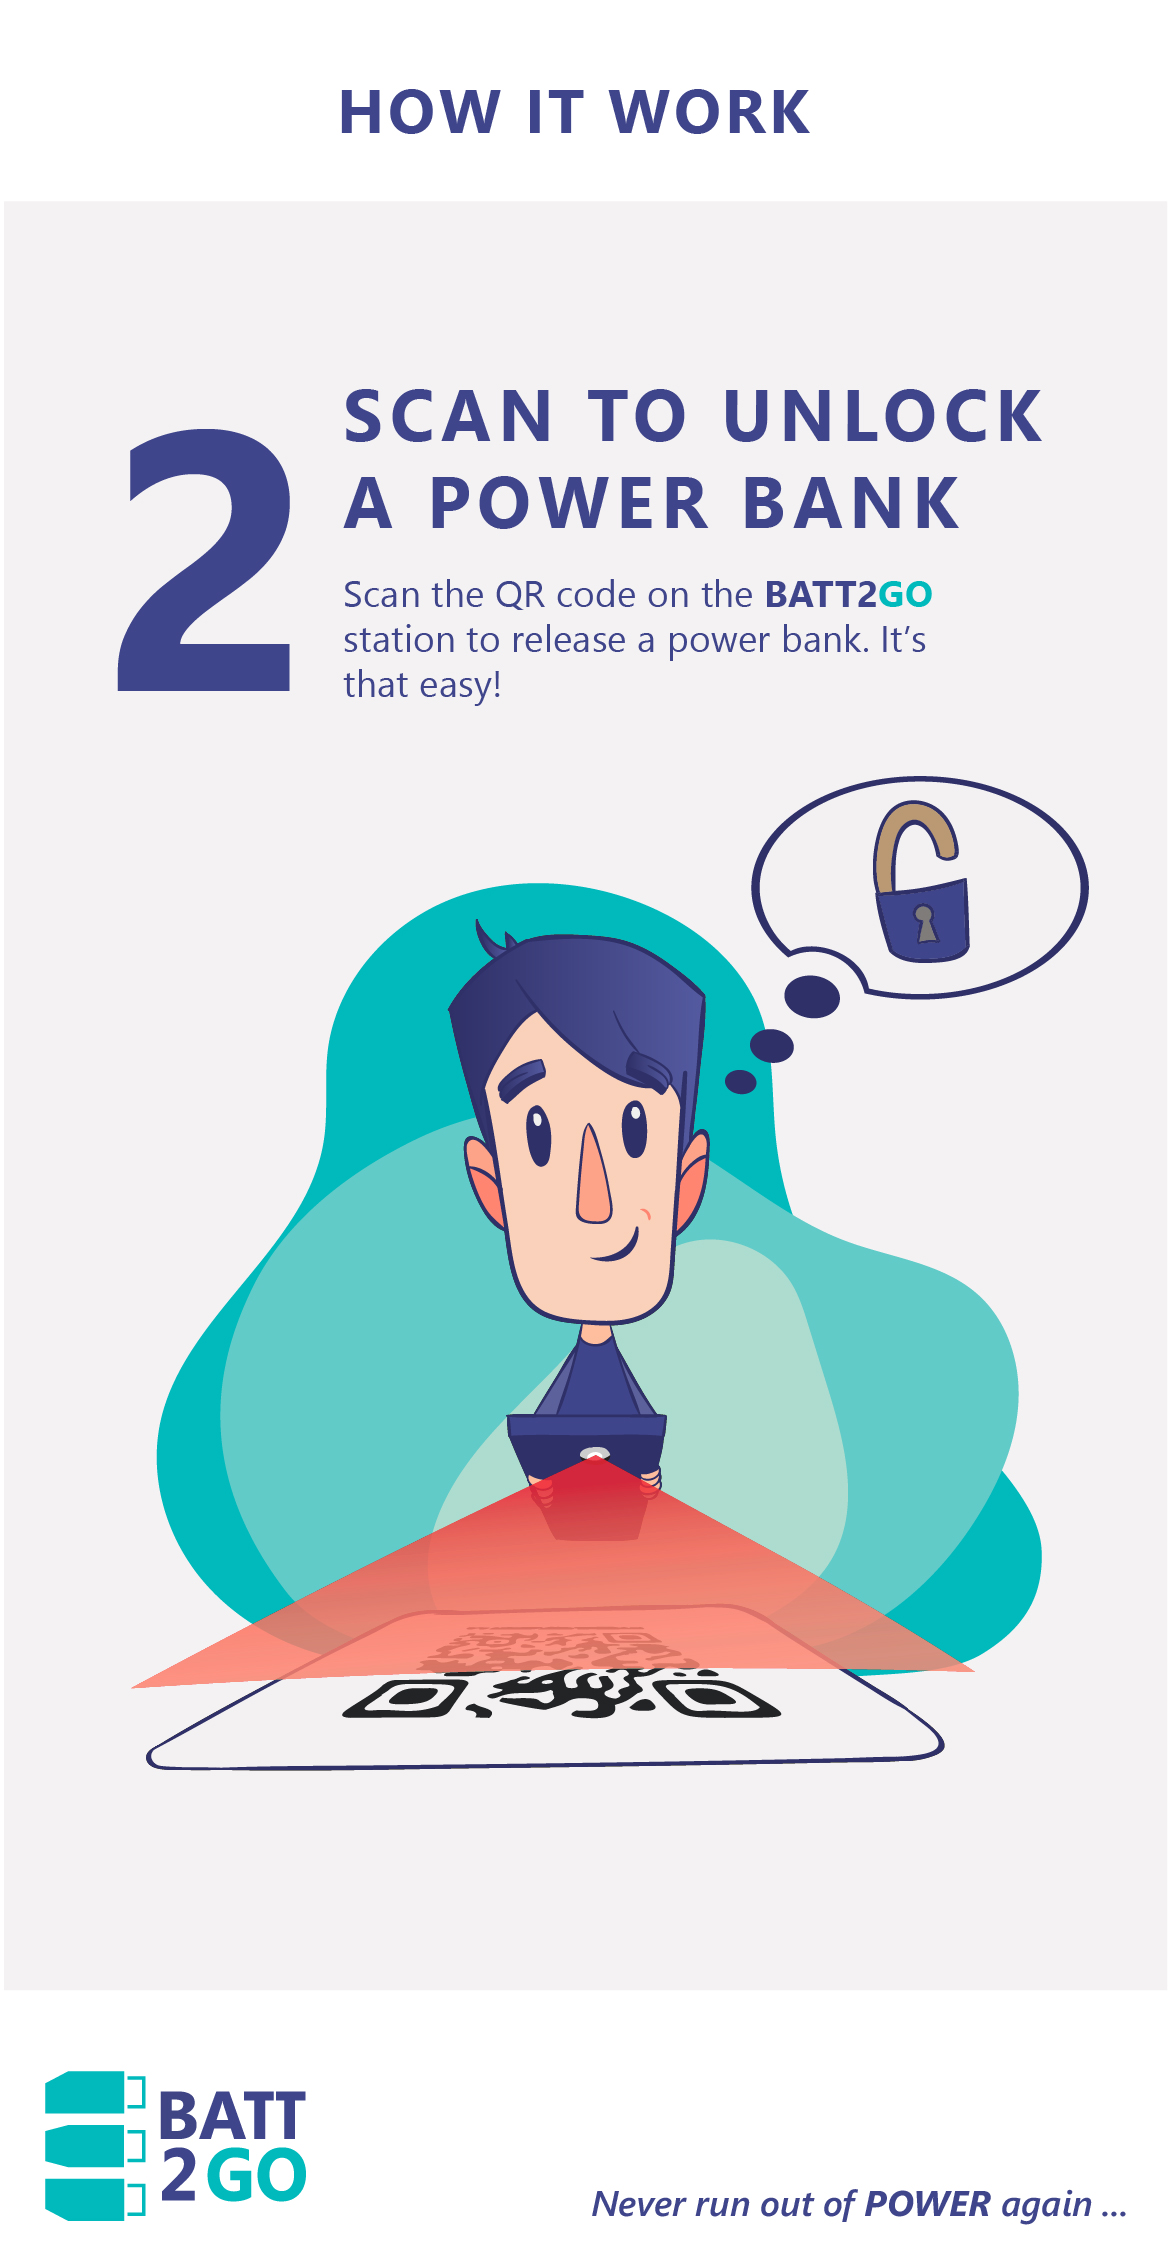 HOW IT WORK
2
SCAN TO UNLOCK
A POWER BANK
Scan the QR code on the BATT2GO
station to release a power bank. It’s
that easy!
BATT
2GO
Never run out of POWER again ...